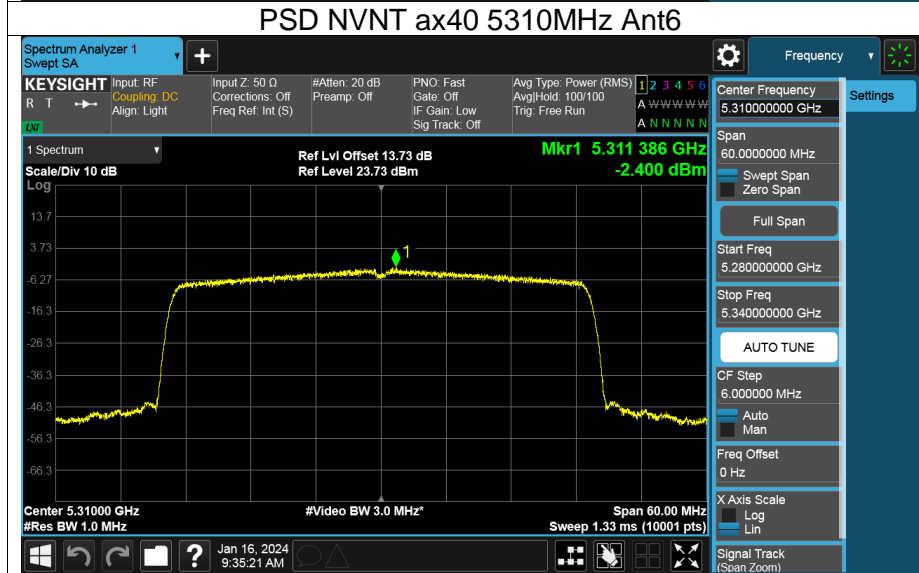 PSD NVNT ax40 5310MHz Ant6
Spectrum Analyzer 1
Swept SA
+
Frequency
KEYSIGHT
R T
LXI
Input: RF
Coupling: DC
Align: Light
Input Z: 50 Ω
Corrections: Off
Freq Ref: Int (S)
#Atten: 20 dB
Preamp: Off
PNO: Fast
Gate: Off
IF Gain: Low
Sig Track: Off
Avg Type: Power (RMS)
Avg|Hold: 100/100
Trig: Free Run
1 2 3 4 5 6
A W W W W W
A N N N N N
1 Spectrum
Scale/Div 10 dB
Log
Ref Lvl Offset 13.73 dB
Ref Level 23.73 dBm
Mkr1 5.311 386 GHz
-2.400 dBm
13.7
3.73
-6.27
-16.3
-26.3
-36.3
-46.3
-56.3
-66.3
1
Center 5.31000 GHz
#Res BW 1.0 MHz
#Video BW 3.0 MHz*
Span 60.00 MHz
Sweep 1.33 ms (10001 pts)
?
Jan 16, 2024
9:35:21 AM
Center Frequency
5.310000000 GHz
Settings
Span
60.0000000 MHz
Swept Span
Zero Span
Full Span
Start Freq
5.280000000 GHz
Stop Freq
5.340000000 GHz
AUTO TUNE
CF Step
6.000000 MHz
Auto
Man
Freq Offset
0 Hz
X Axis Scale
Log
Lin
Signal Track
(Span Zoom)